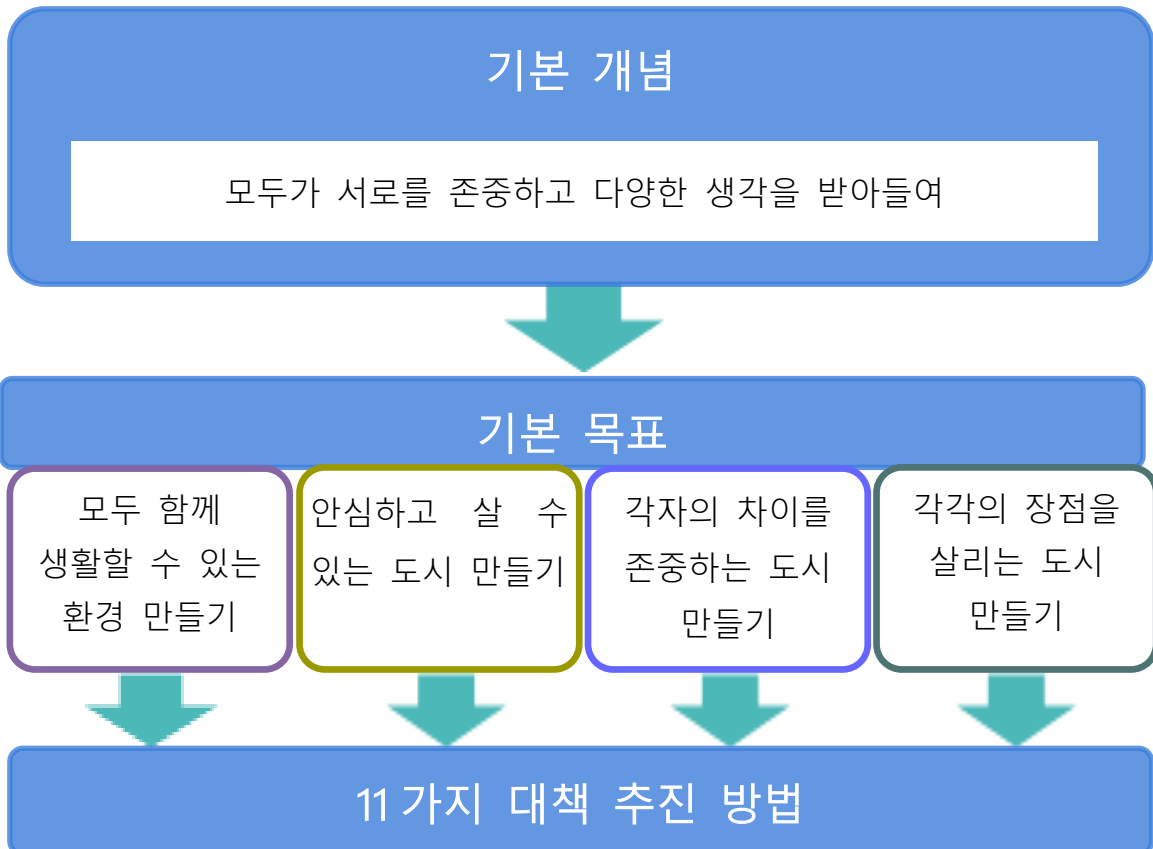 기본 개념
모두가 서로를 존중하고 다양한 생각을 받아들여
기본 목표
모두 함께
생활할 수 있는
환경 만들기
안심하고 살 수
있는 도시 만들기
각자의 차이를
존중하는 도시
만들기
각각의 장점을
살리는 도시
만들기
11가지 대책 추진 방법